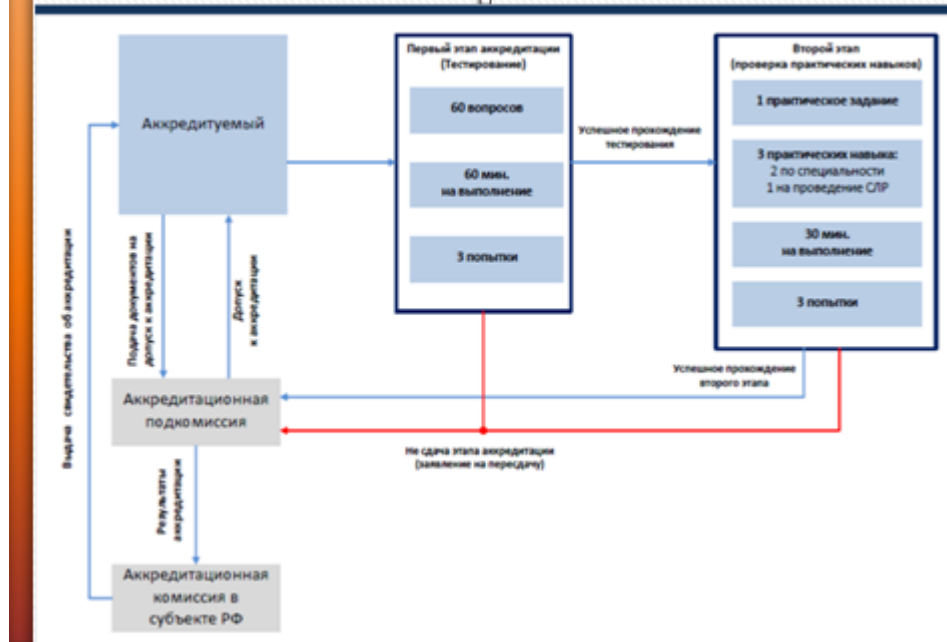 Аккредитуемый
Первый этап аккредитации
(Тестирование)
60 вопросов
60 мин.
на выполнение
3 попытки
Успешное прохождение
тестирования
Второй этап
(проверка практических навыков)
1 практическое задание
3 практических навыка:
2 по специальности
1 на проведение СЛР
30 мин.
на выполнение
3 попытки
Выдача свидетельства об аккредитации
Подача документов на
допуск к аккредитации
Допуск
к аккредитации
Успешное прохождение
второго этапа
Аккредитационная
подкомиссия
Не сдача этапа аккредитации
(заявление на пересдачу)
Результаты
аккредитации
Аккредитационная
комиссия в
субъекте РФ